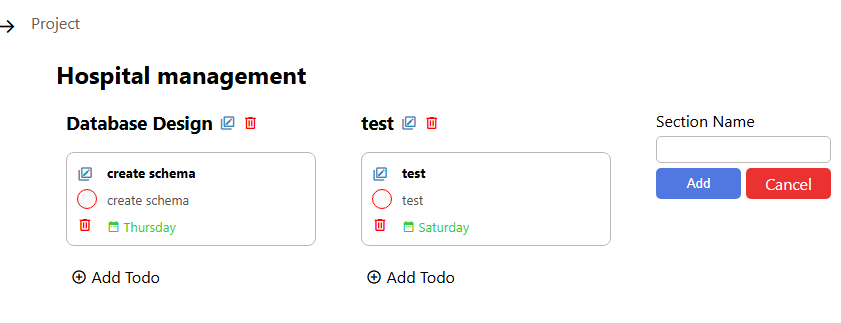 Project
Hospital management
Database Design
create schema
create schema
Thursday
Add Todo
test
test
test
Saturday
Add Todo
Section Name
Add
Cancel